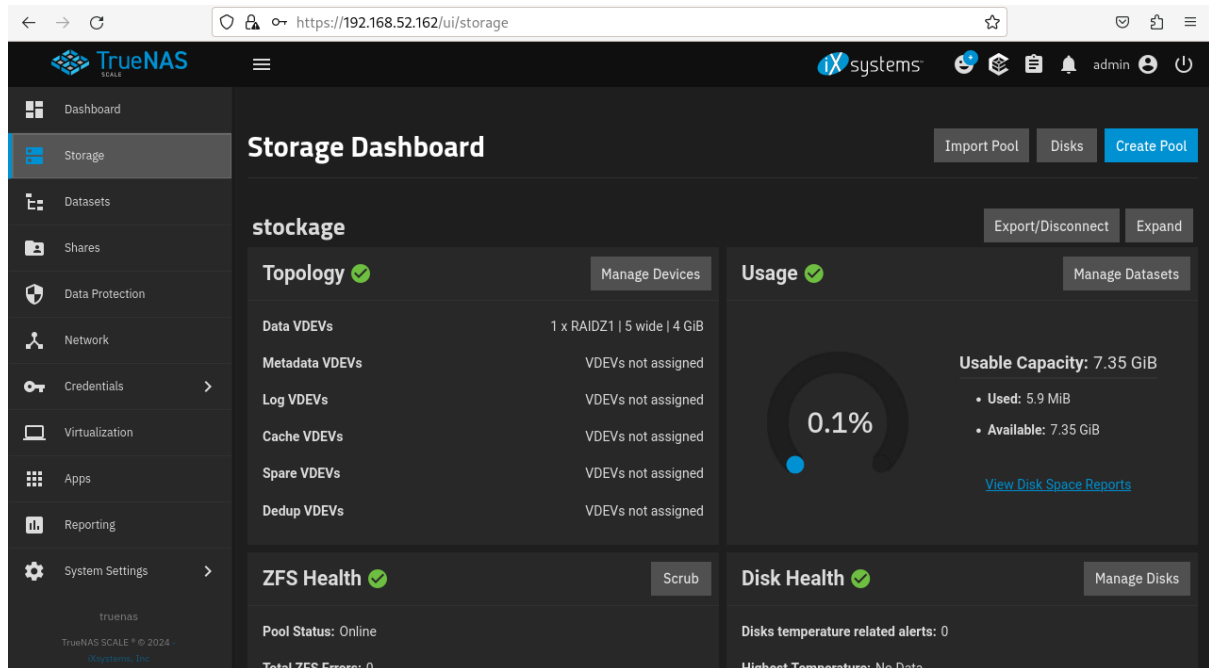 https://192.168.52.162/ui/storage
TrueNAS
SCALE
iXsystems
admin
Dashboard
Storage
Datasets
Shares
Data Protection
Network
Credentials
Virtualization
Apps
Reporting
System Settings
truenas
TrueNAS SCALE ® © 2024 -
iXsystems, Inc
Storage Dashboard
Import Pool
Disks
Create Pool
stockage
Export/Disconnect
Expand
Topology
Manage Devices
Data VDEVs 1 x RAIDZ1 | 5 wide | 4 GiB
Metadata VDEVs VDEVs not assigned
Log VDEVs VDEVs not assigned
Cache VDEVs VDEVs not assigned
Spare VDEVs VDEVs not assigned
Dedup VDEVs VDEVs not assigned
Usage
Manage Datasets
0.1%
Usable Capacity: 7.35 GiB
• Used: 5.9 MiB
• Available: 7.35 GiB
View Disk Space Reports
ZFS Health
Scrub
Pool Status: Online
Total ZFS Errors: 0
Disk Health
Manage Disks
Disks temperature related alerts: 0
Highest Temperature: No Data